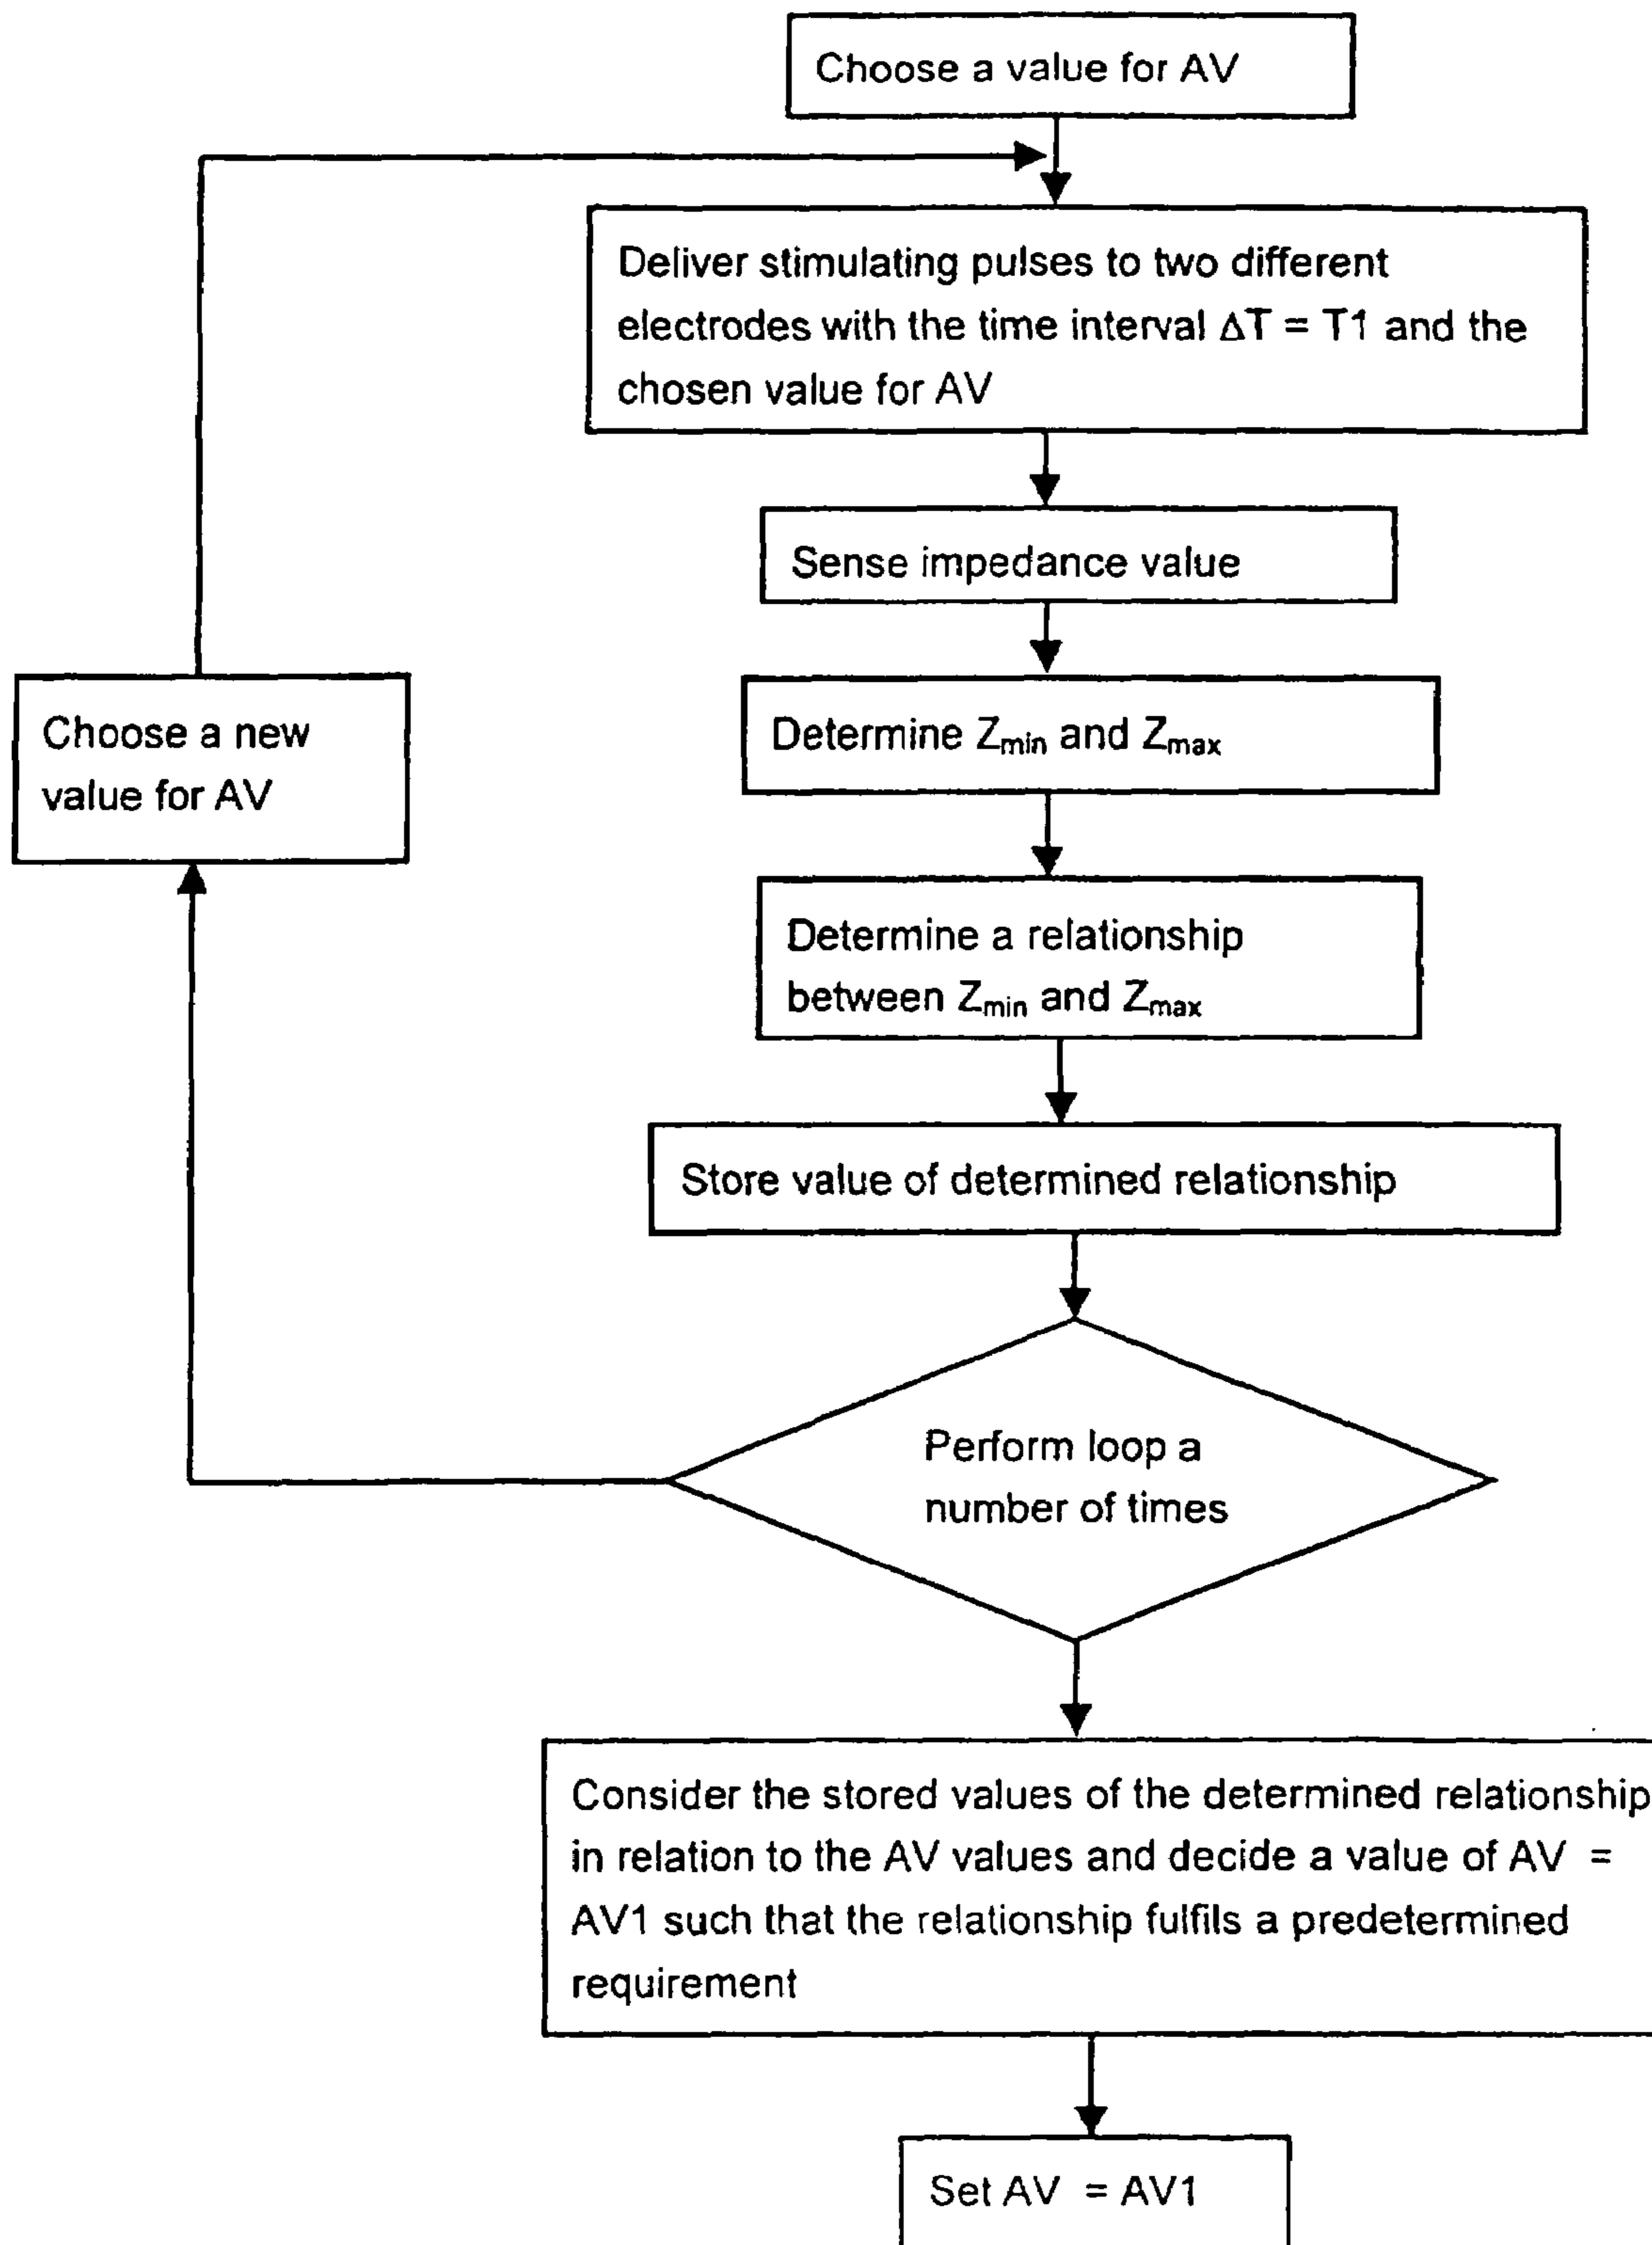 Choose a value for AV
Deliver stimulating pulses to two different
electrodes with the time interval ΔT = T1 and the
chosen value for AV
Sense impedance value
Choose a new
value for AV
Determine Zmin and Zmax
Determine a relationship
between Zmin and Zmax
Store value of determined relationship
Perform loop a
number of times
Consider the stored values of the determined relationship
in relation to the AV values and decide a value of AV =
AV1 such that the relationship fulfils a predetermined
requirement
Set AV = AV1